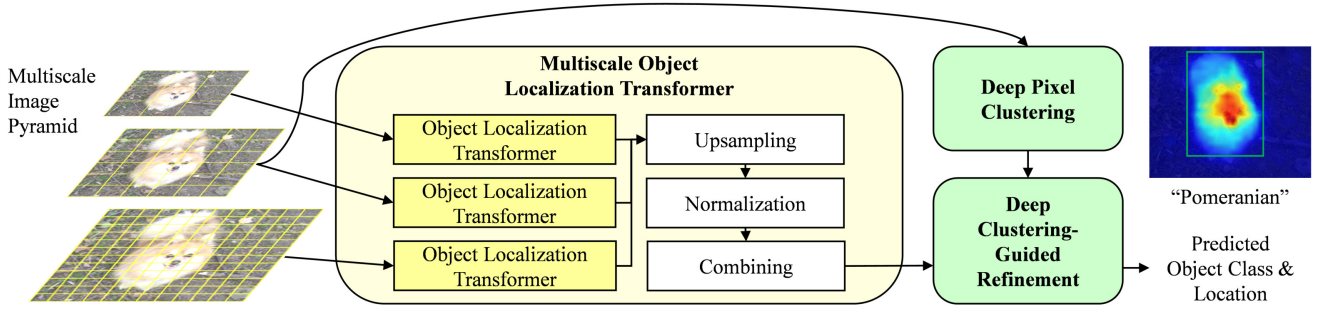 Multiscale
Image
Pyramid
Multiscale Object
Localization Transformer
Object Localization
Transformer
Object Localization
Transformer
Object Localization
Transformer
Upsampling
Normalization
Combining
Deep Pixel
Clustering
Deep
Clustering-
Guided
Refinement
“Pomeranian”
Predicted
Object Class &
Location